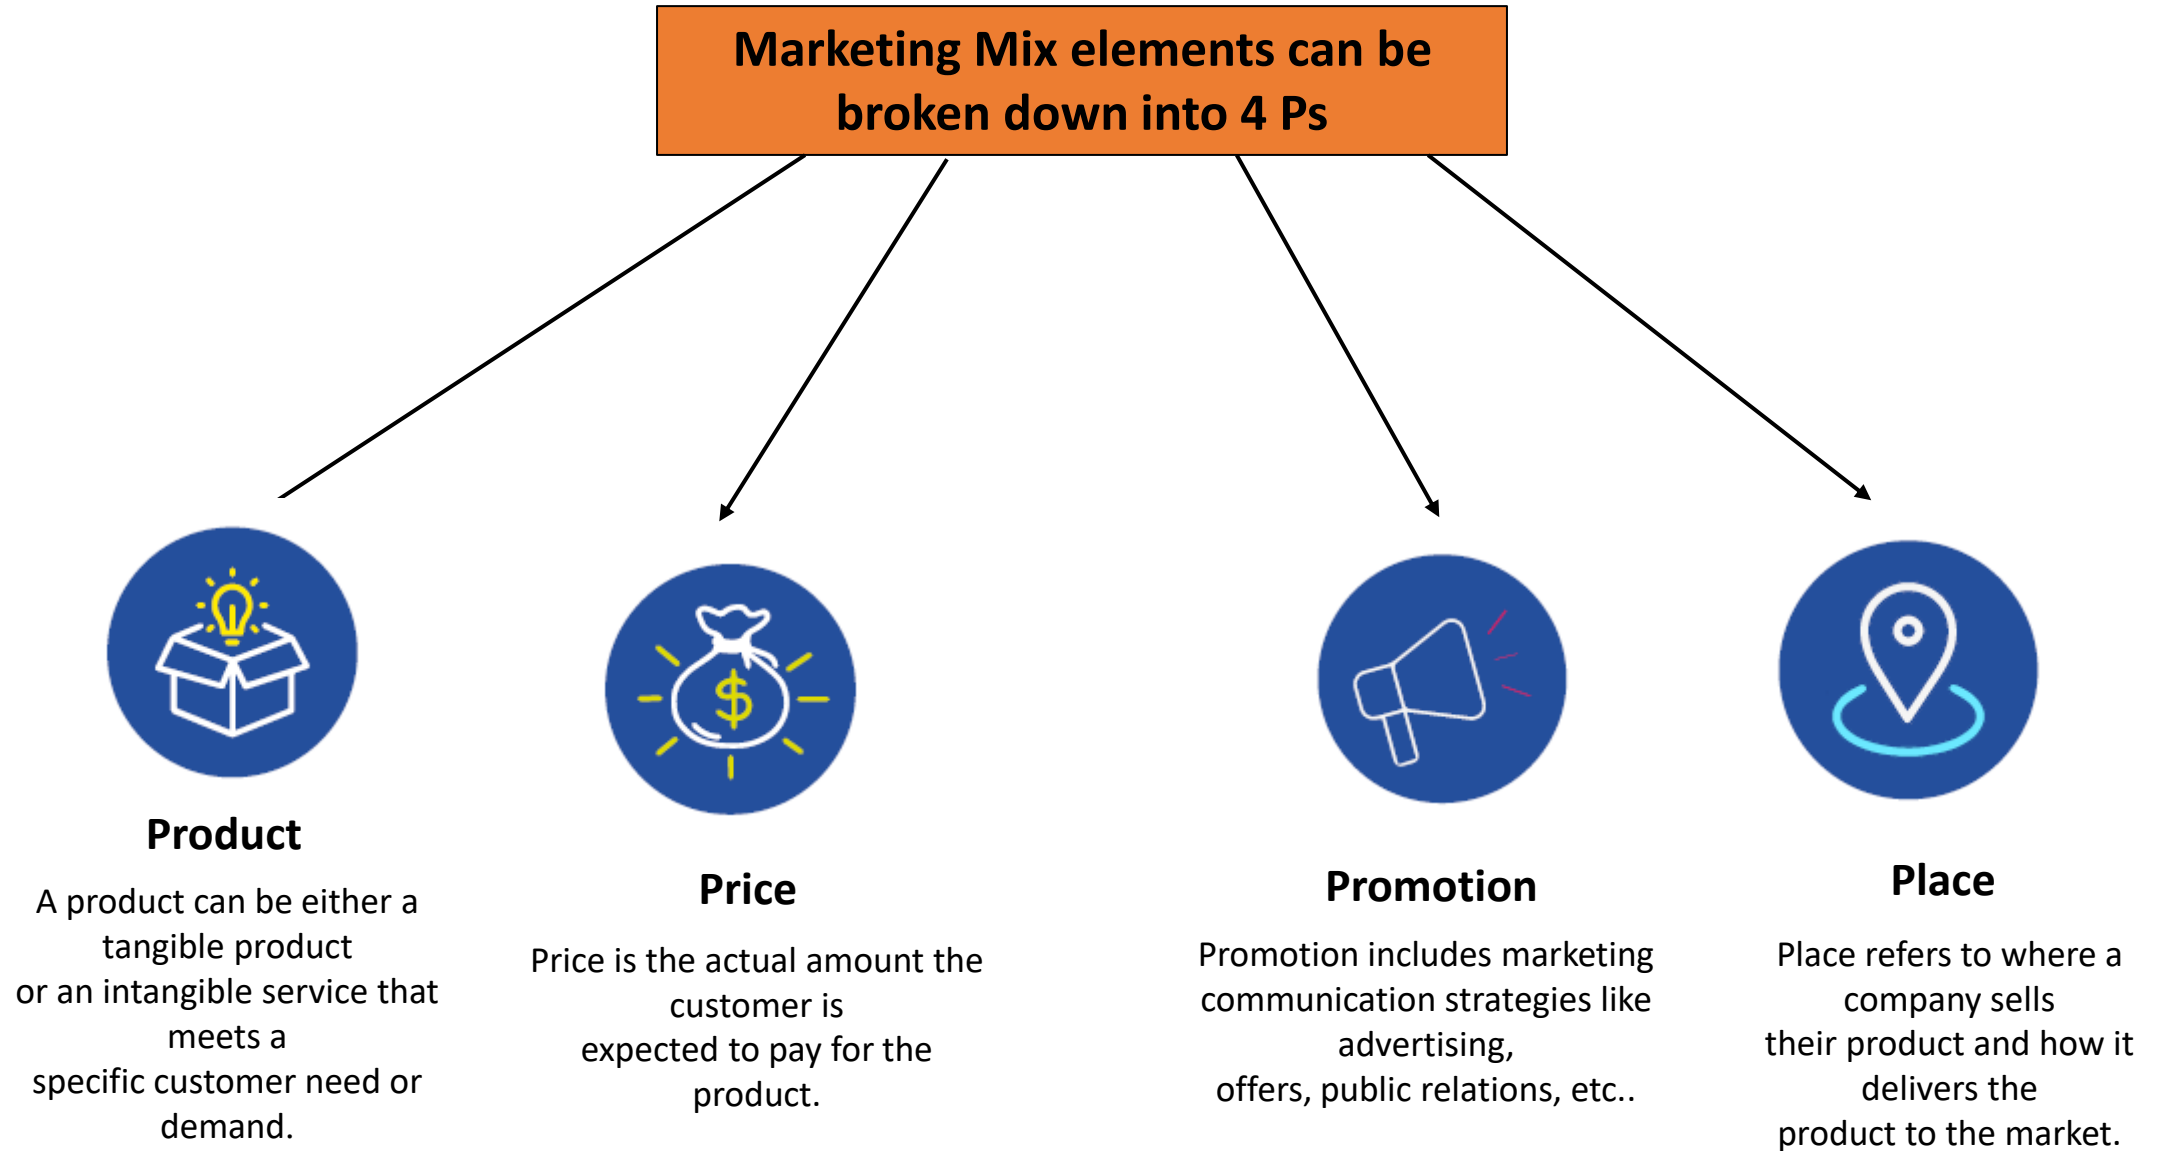 Marketing Mix elements can be
broken down into 4 Ps
$
Product
A product can be either a
tangible product
or an intangible service that
meets a
specific customer need or
demand.
Price
Price is the actual amount the
customer is
expected to pay for the
product.
Promotion
Promotion includes marketing
communication strategies like
advertising,
offers, public relations, etc..
Place
Place refers to where a
company sells
their product and how it
delivers the
product to the market.